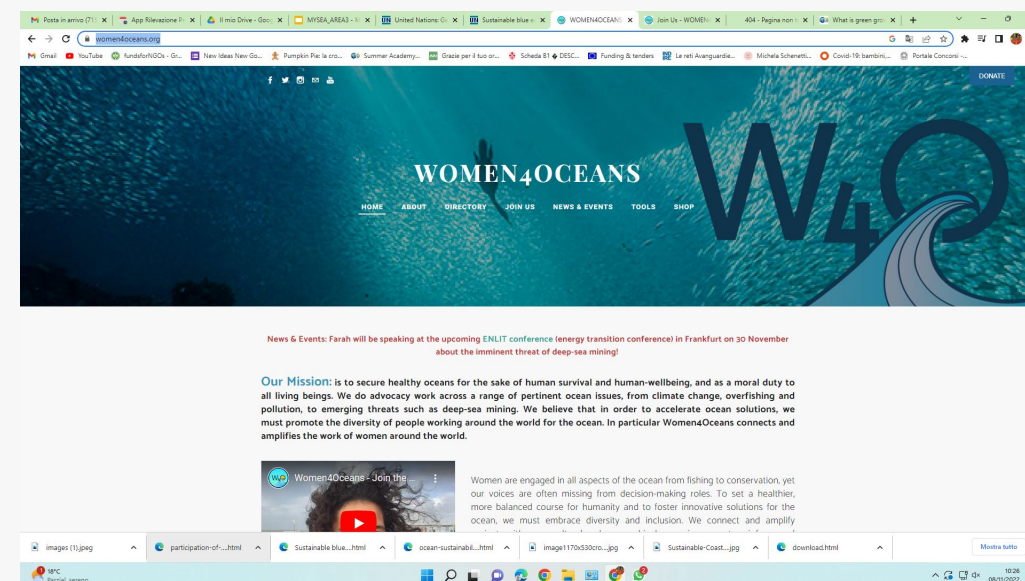 Posta in arrivo (715
App Rilevazione Pr
Il mio Drive - Goog
MYSEA_AREA3 - M
United Nations: Ge
Sustainable blue e
WOMEN4OCEANS
Join Us - WOMEN
404 - Pagina non t
What is green gro
women4oceans.org
Gmail
YouTube
fundsforNGOs - Gr...
New Ideas New Go...
Pumpkin Pie: la cro...
Summer Academy...
Grazie per il tuo or...
Scheda B1 � DESC...
Funding & tenders
Le reti Avanguardie...
Michela Schenetti...
Covid-19: bambini,...
Portale Concorsi -...
DONATE
WOMEN4OCEANS
W4O
HOME ABOUT DIRECTORY JOIN US NEWS & EVENTS TOOLS SHOP
News & Events: Farah will be speaking at the upcoming ENLIT conference (energy transition conference) in Frankfurt on 30 November
about the imminent threat of deep-sea mining!
Our Mission: is to secure healthy oceans for the sake of human survival and human-wellbeing, and as a moral duty to
all living beings. We do advocacy work across a range of pertinent ocean issues, from climate change, overfishing and
pollution, to emerging threats such as deep-sea mining. We believe that in order to accelerate ocean solutions, we
must promote the diversity of people working around the world for the ocean. In particular Women4Oceans connects and
amplifies the work of women around the world.
Women4Oceans - Join the ...
Women are engaged in all aspects of the ocean from fishing to conservation, yet
our voices are often missing from decision-making roles. To set a healthier,
more balanced course for humanity and to foster innovative solutions for the
ocean, we must embrace diversity and inclusion. We connect and amplify
images (1).jpeg
participation-of-....html
Sustainable blue....html
ocean-sustainabil....html
image1170x530cro....jpg
Sustainable-Coast....jpg
download.html
Mostra tutto
18°C
Parzial. sereno
10:26
08/11/2022